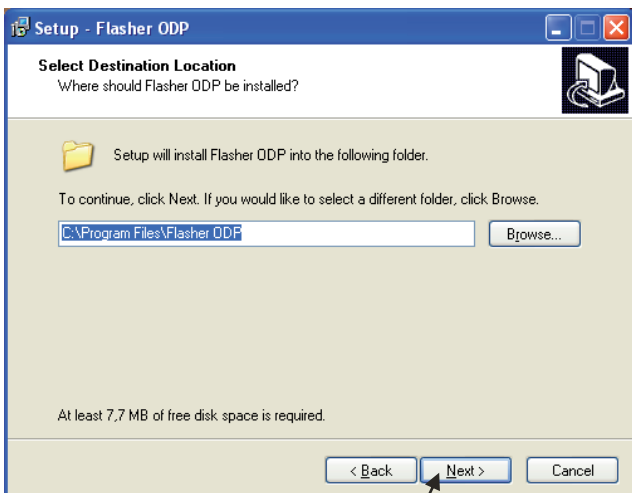 Setup - Flasher ODP
Select Destination Location
Where should Flasher ODP be installed?
Setup will install Flasher ODP into the following folder.
To continue, click Next. If you would like to select a different folder, click Browse.
C:\Program Files\Flasher ODP
Browse...
At least 7,7 MB of free disk space is required.
< Back Next > Cancel